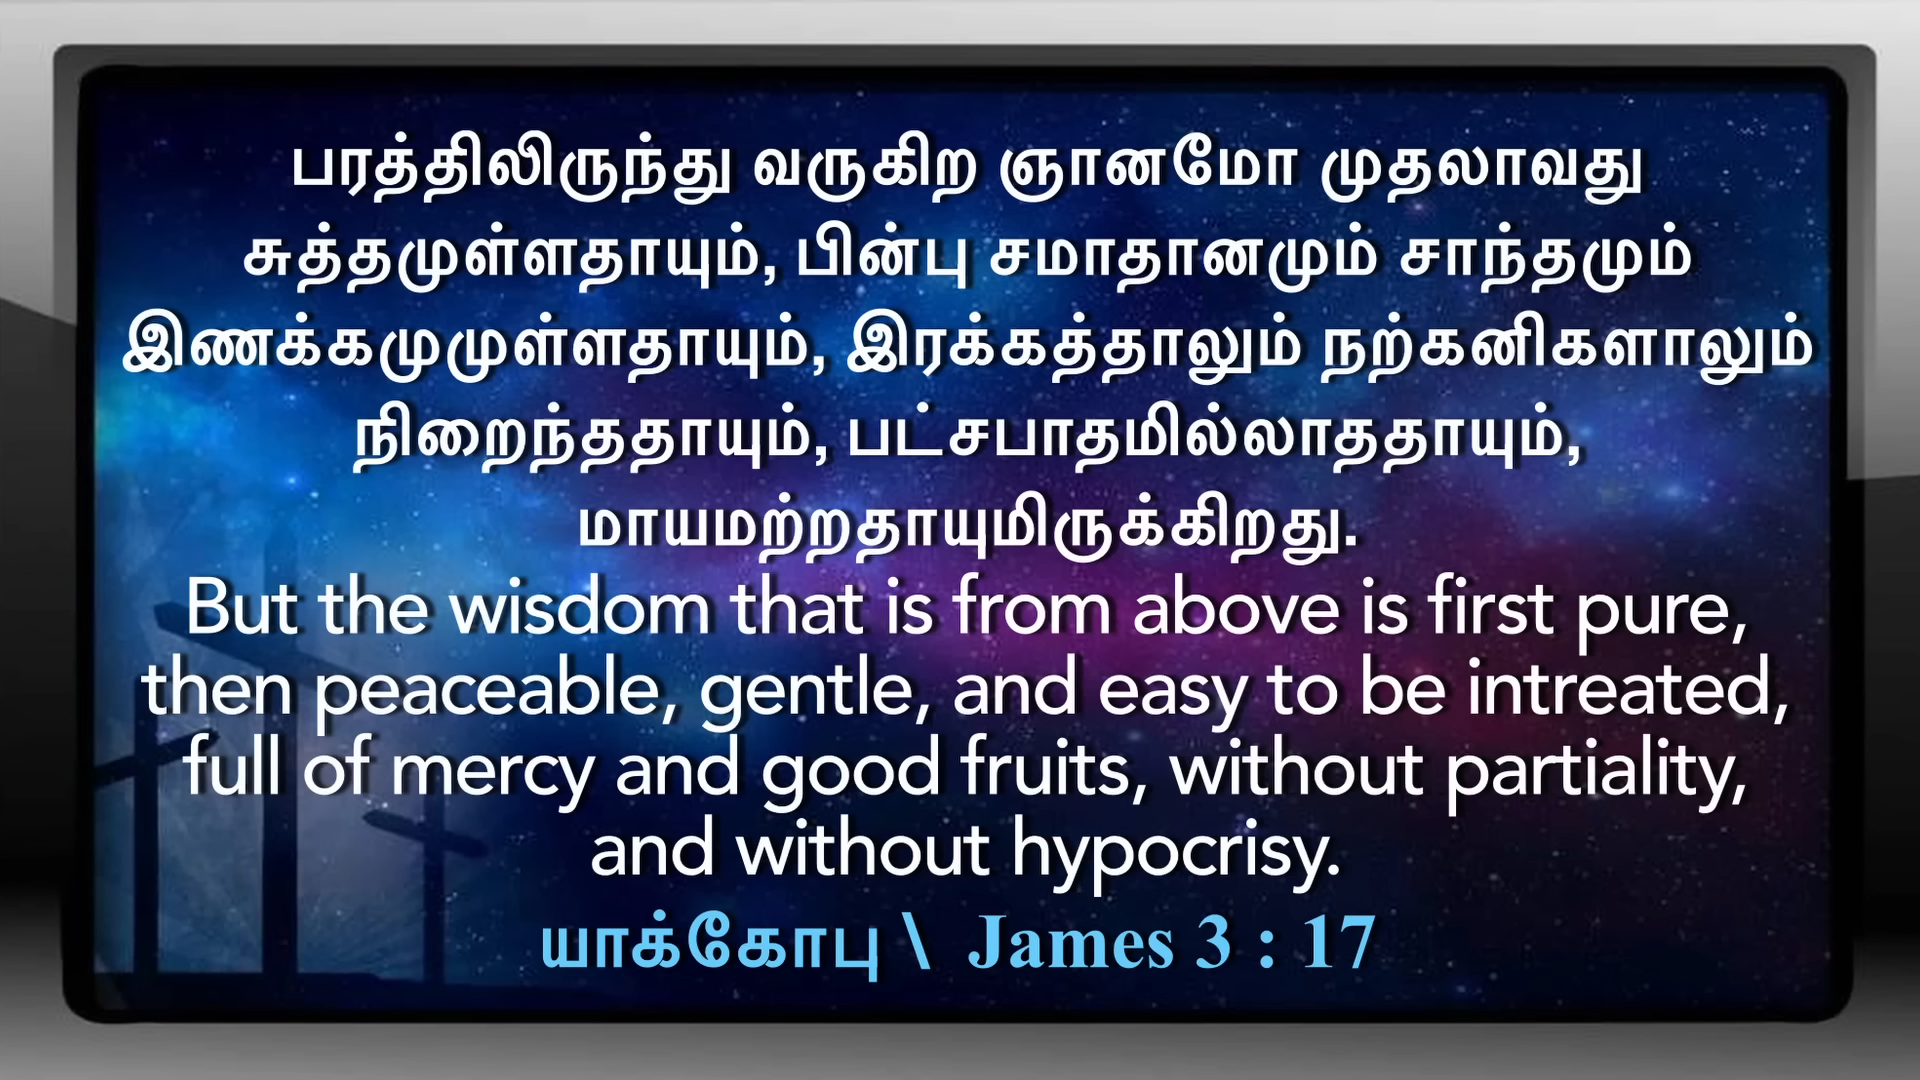 பரத்திலிருந்து வருகிற ஞானமோ முதலாவது
சுத்தமுள்ளதாயும், பின்பு சமாதானமும் சாந்தமும்
இணக்கமுமுள்ளதாயும், இரக்கத்தாலும் நற்கனிகளாலும்
நிறைந்ததாயும், பட்சபாதமில்லாததாயும்,
மாயமற்றதாயுமிருக்கிறது.
But the wisdom that is from above is first pure,
then peaceable, gentle, and easy to be intreated,
full of mercy and good fruits, without partiality,
and without hypocrisy.
யாக்கோபு \ James 3 : 17